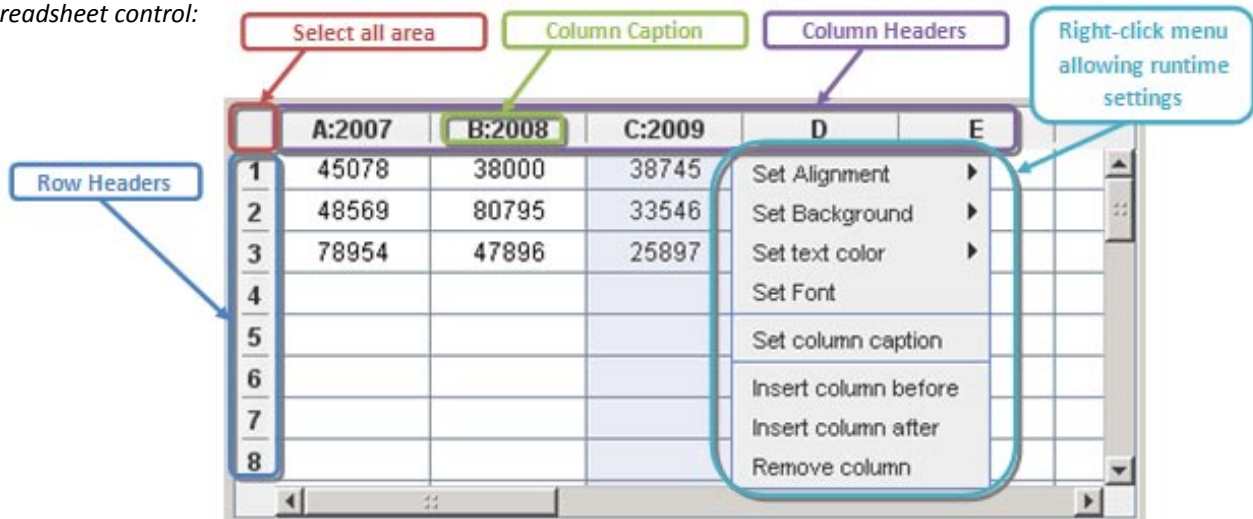 readsheet control:
Select all area
Column Caption
Column Headers
Right-click menu
allowing runtime
settings
Row Headers
A:2007 B:2008 C:2009 D E
1 45078 38000 38745
2 48569 80795 33546
3 78954 47896 25897
4
5
6
7
8
Set Alignment
Set Background
Set text color
Set Font
Set column caption
Insert column before
Insert column after
Remove column